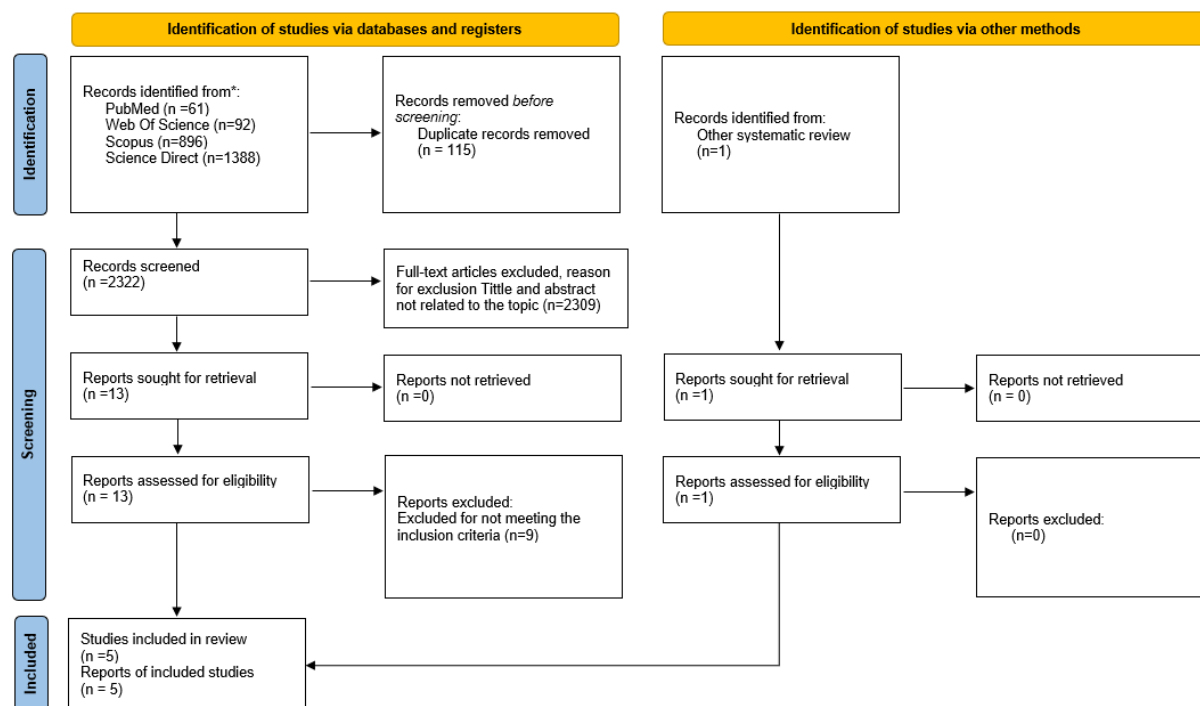 Identification of studies via databases and registers
Identification of studies via other methods
Identification
Records identified from*:
PubMed (n =61)
Web Of Science (n=92)
Scopus (n=896)
Science Direct (n=1388)
Records removed before
screening:
Duplicate records removed
(n = 115)
Records identified from:
Other systematic review
(n=1)
Screening
Records screened
(n =2322)
Full-text articles excluded, reason
for exclusion Tittle and abstract
not related to the topic (n=2309)
Reports sought for retrieval
(n =13)
Reports not retrieved
(n =0)
Reports sought for retrieval
(n =1)
Reports not retrieved
(n = 0)
Reports assessed for eligibility
(n = 13)
Reports excluded:
Excluded for not meeting the
inclusion criteria (n=9)
Reports assessed for eligibility
(n =1)
Reports excluded:
(n=0)
Included
Studies included in review
(n =5)
Reports of included studies
(n = 5)